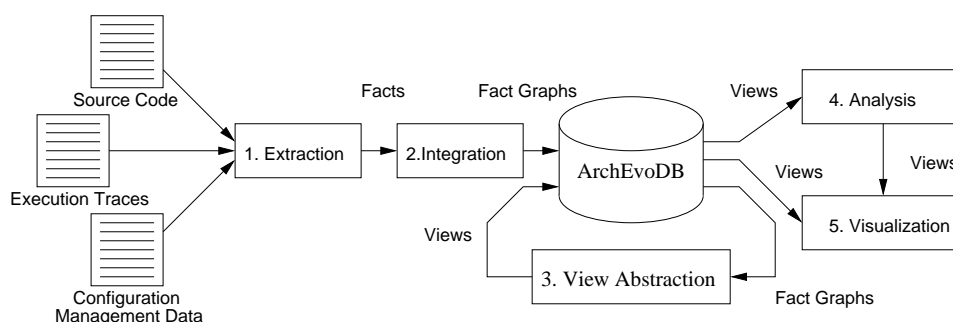 Source Code
Execution Traces
Configuration
Management Data
1. Extraction
Facts
2.Integration
Fact Graphs
ArchEvoDB
Views
3. View Abstraction
Fact Graphs
Views
4. Analysis
Views
Views
5. Visualization